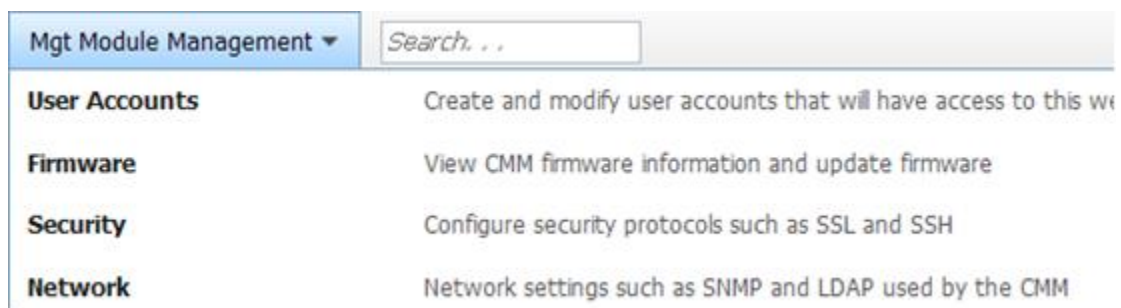 Mgt Module Management Search. . .
User Accounts Create and modify user accounts that will have access to this we
Firmware View CMM firmware information and update firmware
Security Configure security protocols such as SSL and SSH
Network Network settings such as SNMP and LDAP used by the CMM